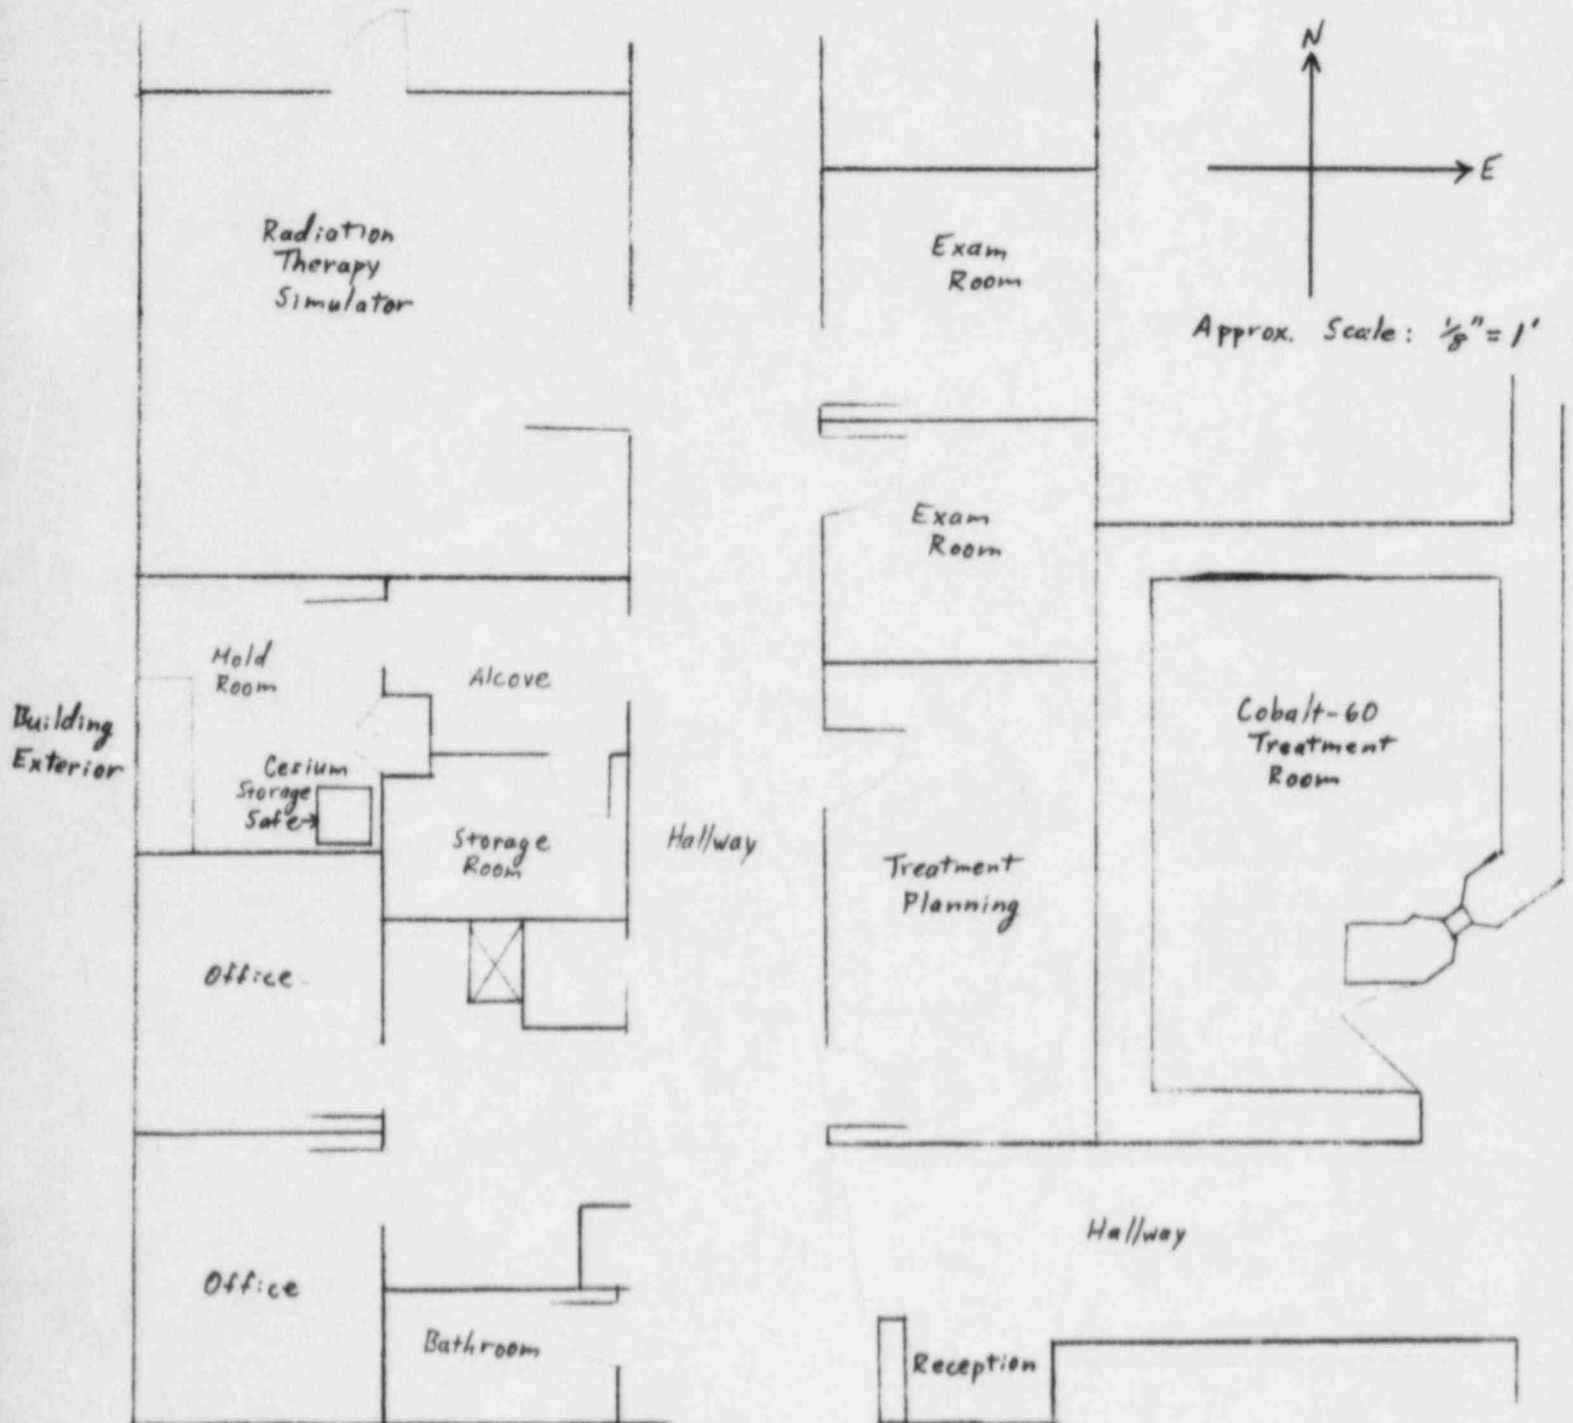 N
E
Approx. Scale: 1/8" = 1'
Radiation
Therapy
Simulator
Exam
Room
Exam
Room
Mold
Room
Alcove
Building
Exterior
Cesium
Storage
Safe→
Storage
Room
Hallway
Treatment
Planning
Cobalt-60
Treatment
Room
Office
Office
Hallway
Bathroom
Reception